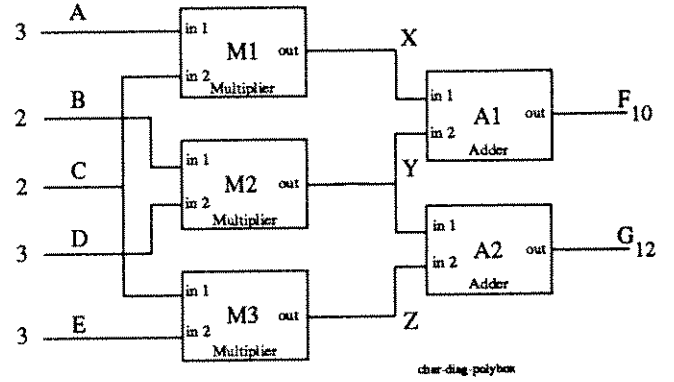 3 A
in 1
M1
out
in 2
Multiplier
X
2 B
2 C
3 D
3 E
in 1
M2
out
in 2
Multiplier
Y
in 1
M3
out
in 2
Multiplier
Z
in 1
A1
out
in 2
Adder
F 10
in 1
A2
out
in 2
Adder
G 12
char-diag-polybox